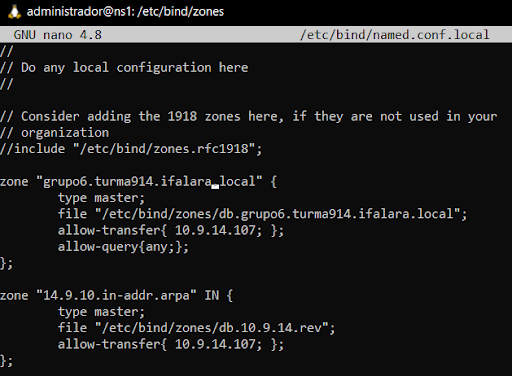 administrador@ns1: /etc/bind/zones
GNU nano 4.8 /etc/bind/named.conf.local
//
// Do any local configuration here
//
// Consider adding the 1918 zones here, if they are not used in your
// organization
//include "/etc/bind/zones.rfc1918";
zone "grupo6.turma914.ifalara.local" {
type master;
file "/etc/bind/zones/db.grupo6.turma914.ifalara.local";
allow-transfer{ 10.9.14.107; };
allow-query{any;};
};
zone "14.9.10.in-addr.arpa" IN {
type master;
file "/etc/bind/zones/db.10.9.14.rev";
allow-transfer{ 10.9.14.107; };
};